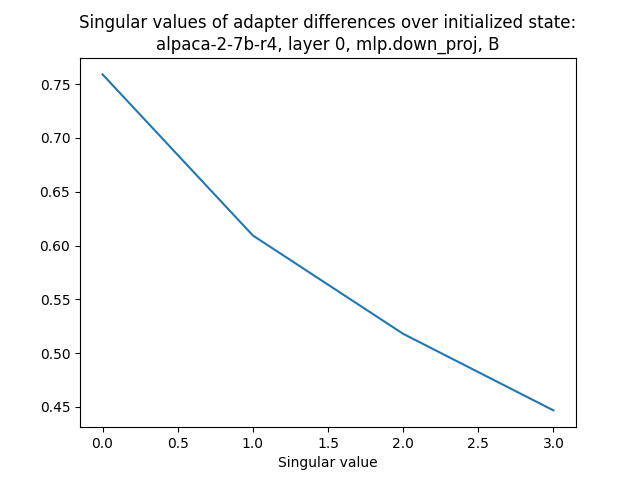 Singular values of adapter differences over initialized state:
alpaca-2-7b-r4, layer 0, mlp.down_proj, B
0.75
0.70
0.65
0.60
0.55
0.50
0.45
0.0 0.5 1.0 1.5 2.0 2.5 3.0
Singular value